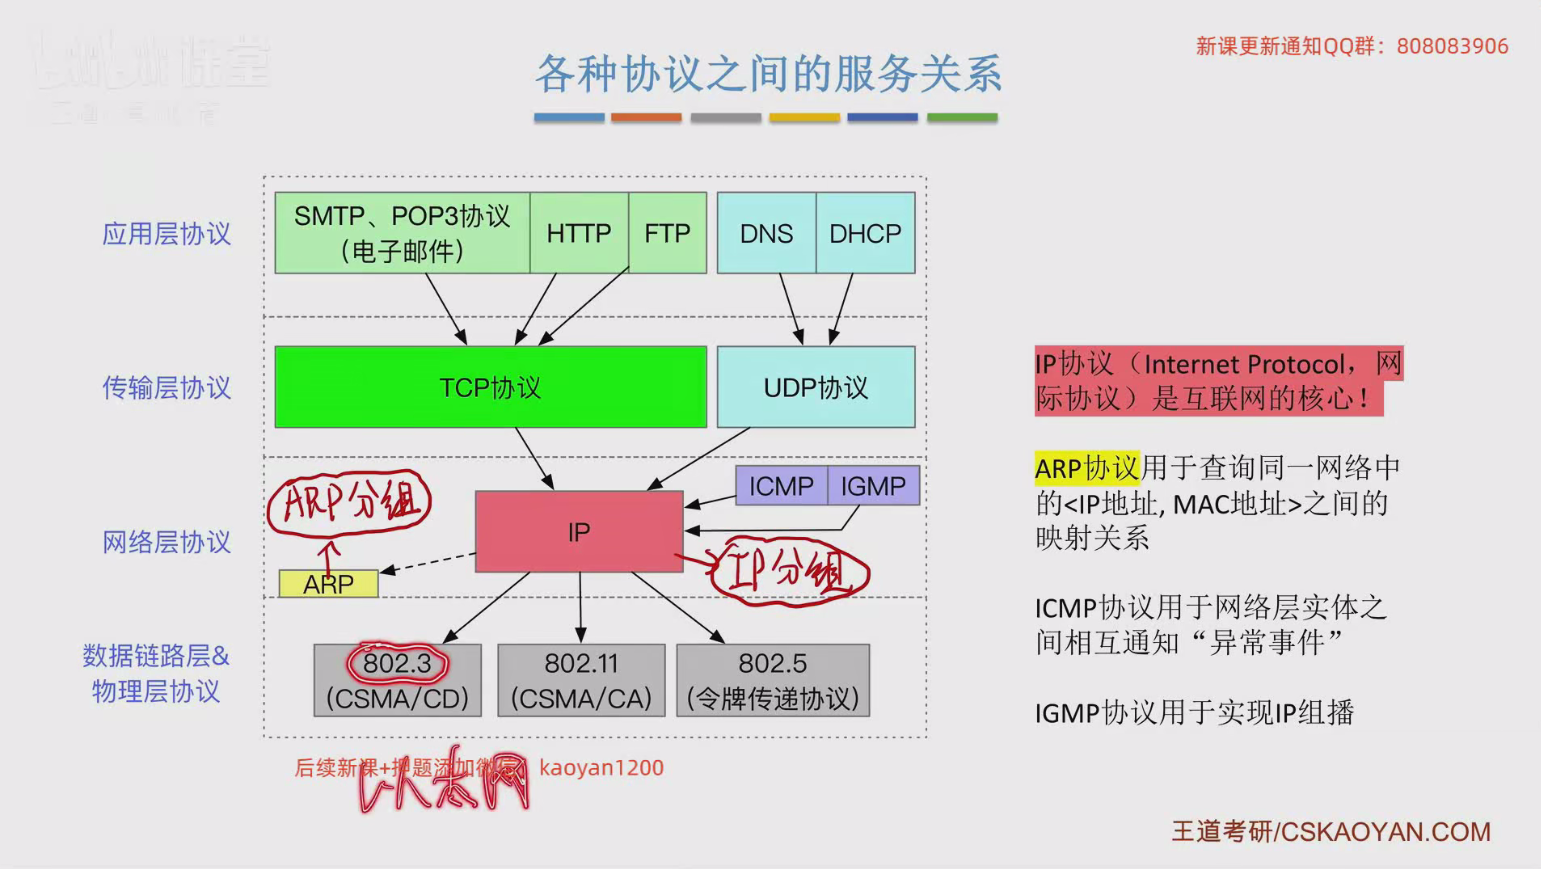 新课更新通知QQ群：808083906
课堂
各种协议之间的服务关系
应用层协议
SMTP、POP3协议
（电子邮件）
HTTP
FTP
DNS
DHCP
传输层协议
TCP协议
UDP协议
网络层协议
ARP分组
ARP
IP
ICMP
IGMP
IP分组
数据链路层&
物理层协议
802.3
(CSMA/CD)
802.11
(CSMA/CA)
802.5
(令牌传递协议)
IP协议（Internet Protocol，网
际协议）是互联网的核心！
ARP协议用于查询同一网络中
的<IP地址, MAC地址>之间的
映射关系
ICMP协议用于网络层实体之
间相互通知“异常事件”
IGMP协议用于实现IP组播
后续新课+押题添加微信：kaoyan1200
以太网
王道考研/CSKAOYAN.COM